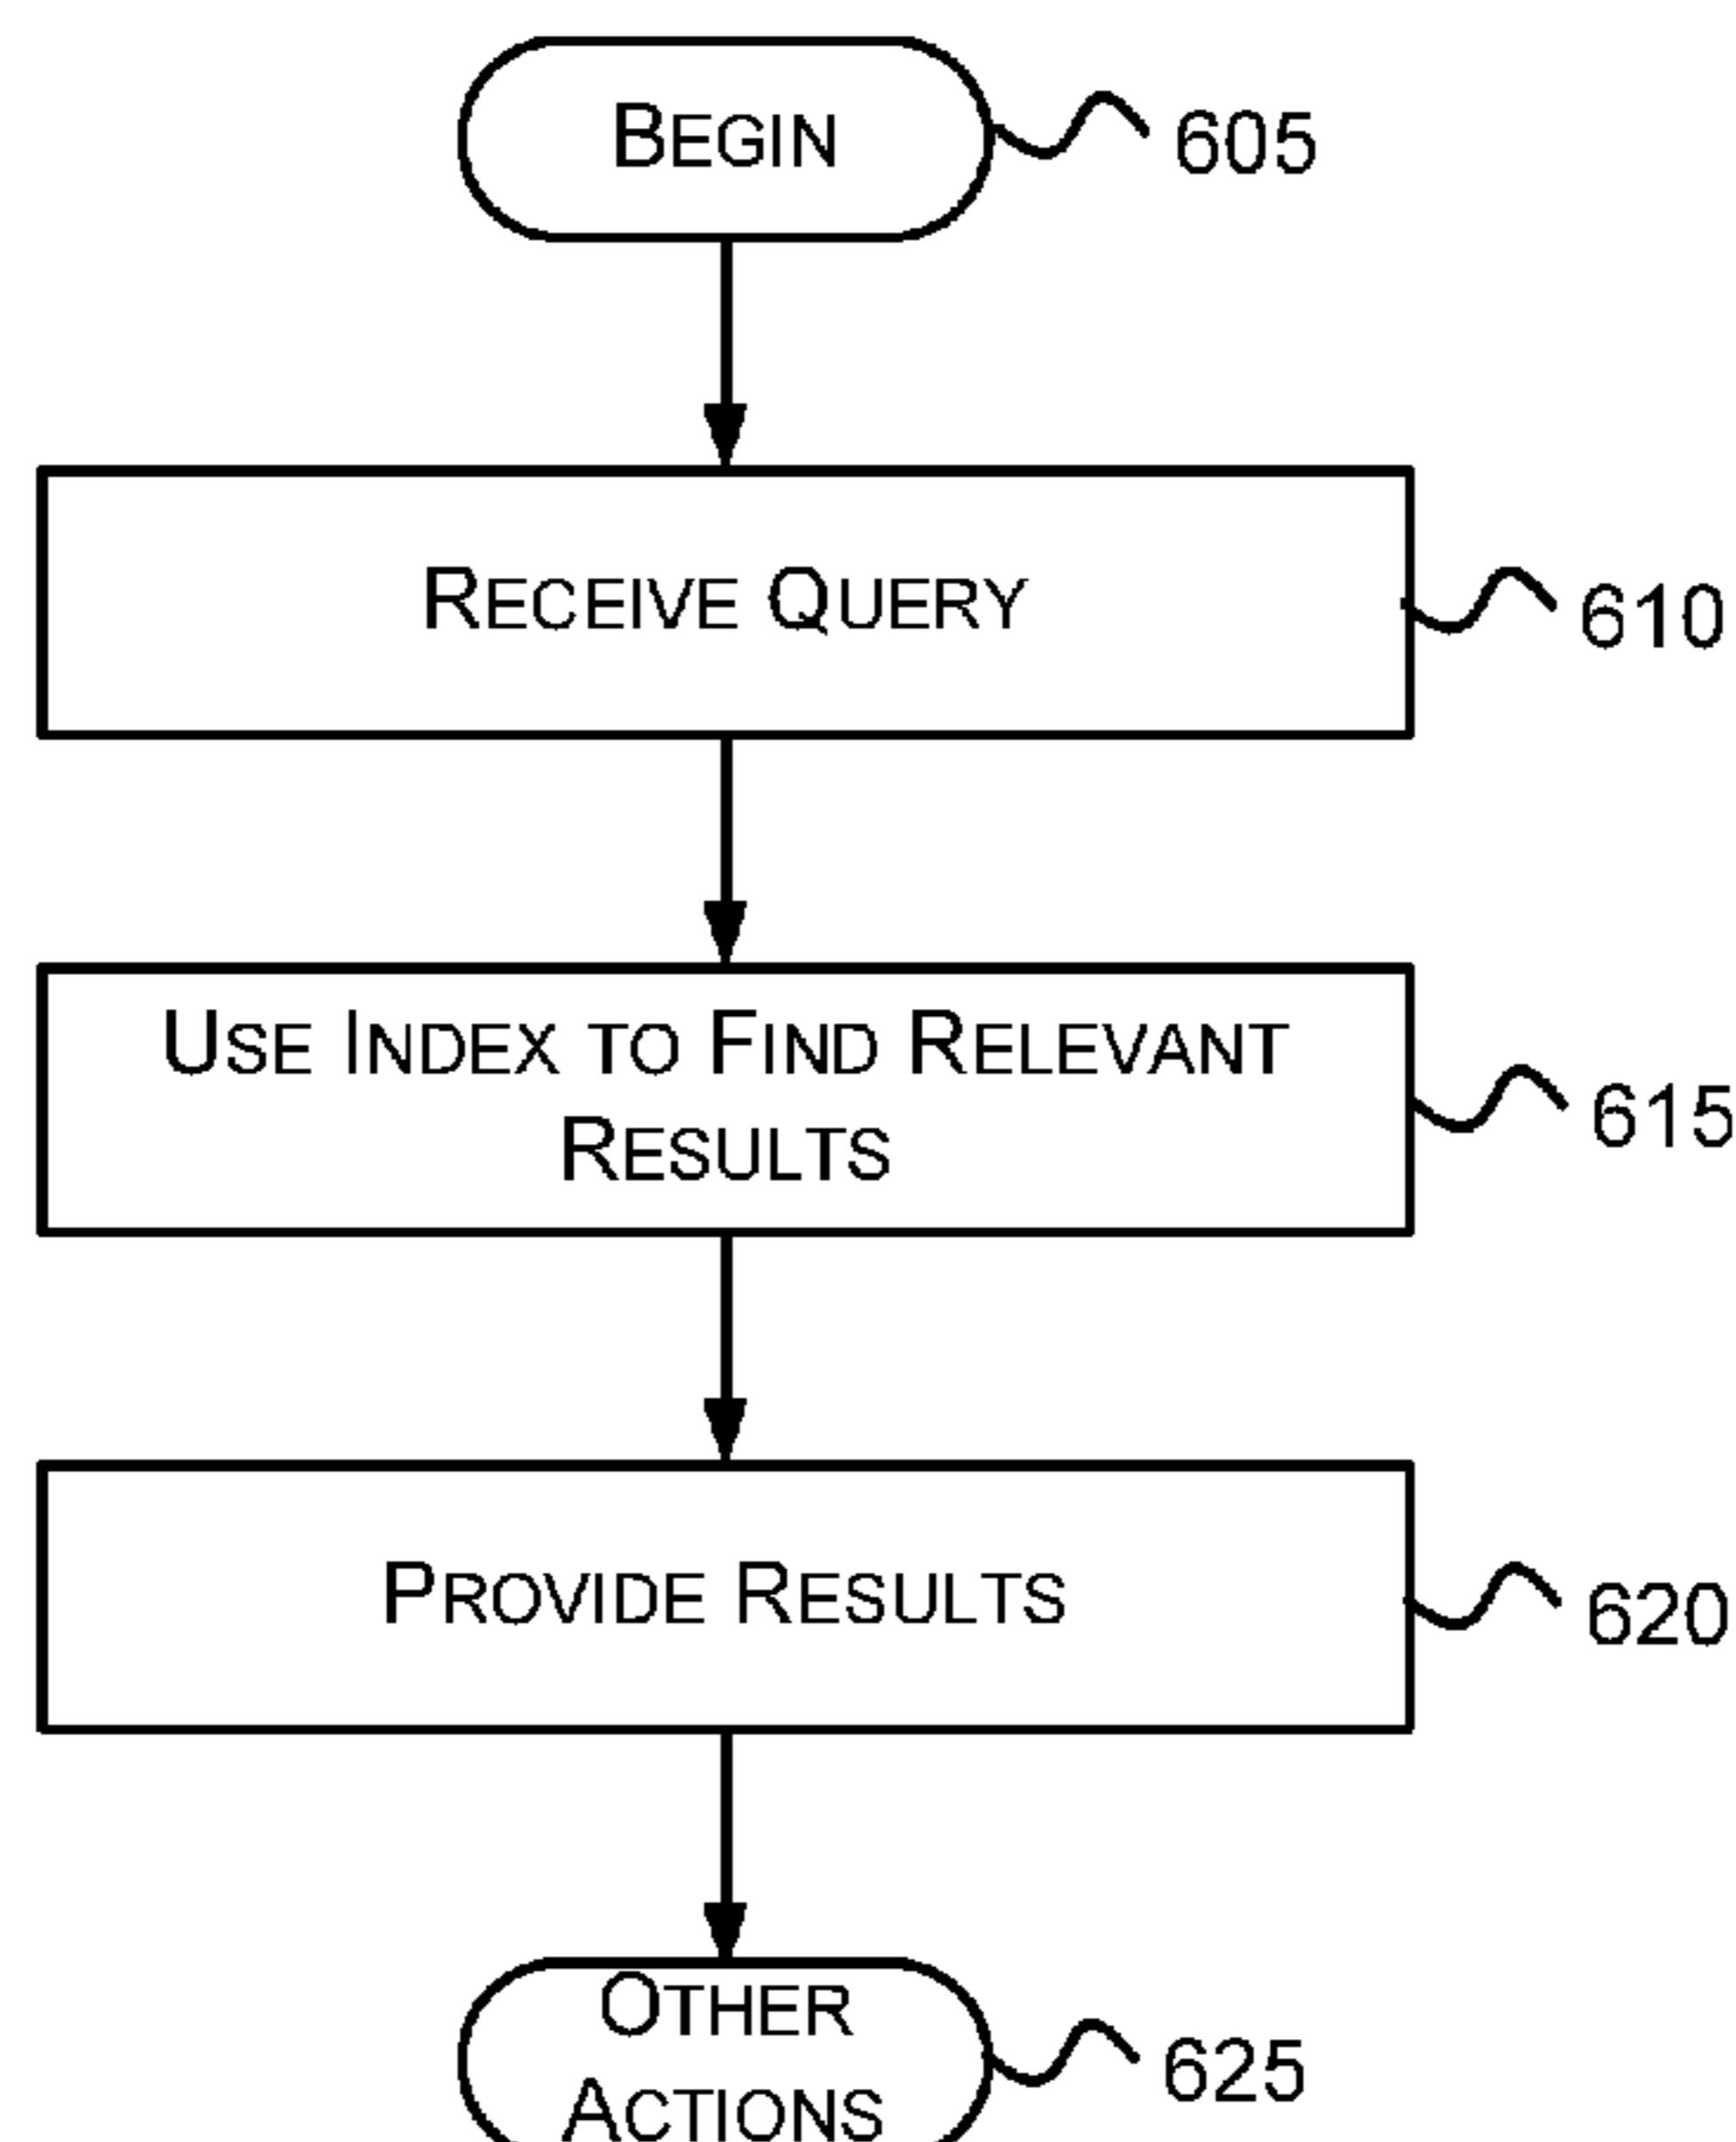 BEGIN
605
RECEIVE QUERY
610
USE INDEX TO FIND RELEVANT
RESULTS
615
PROVIDE RESULTS
620
OTHER
ACTIONS
625